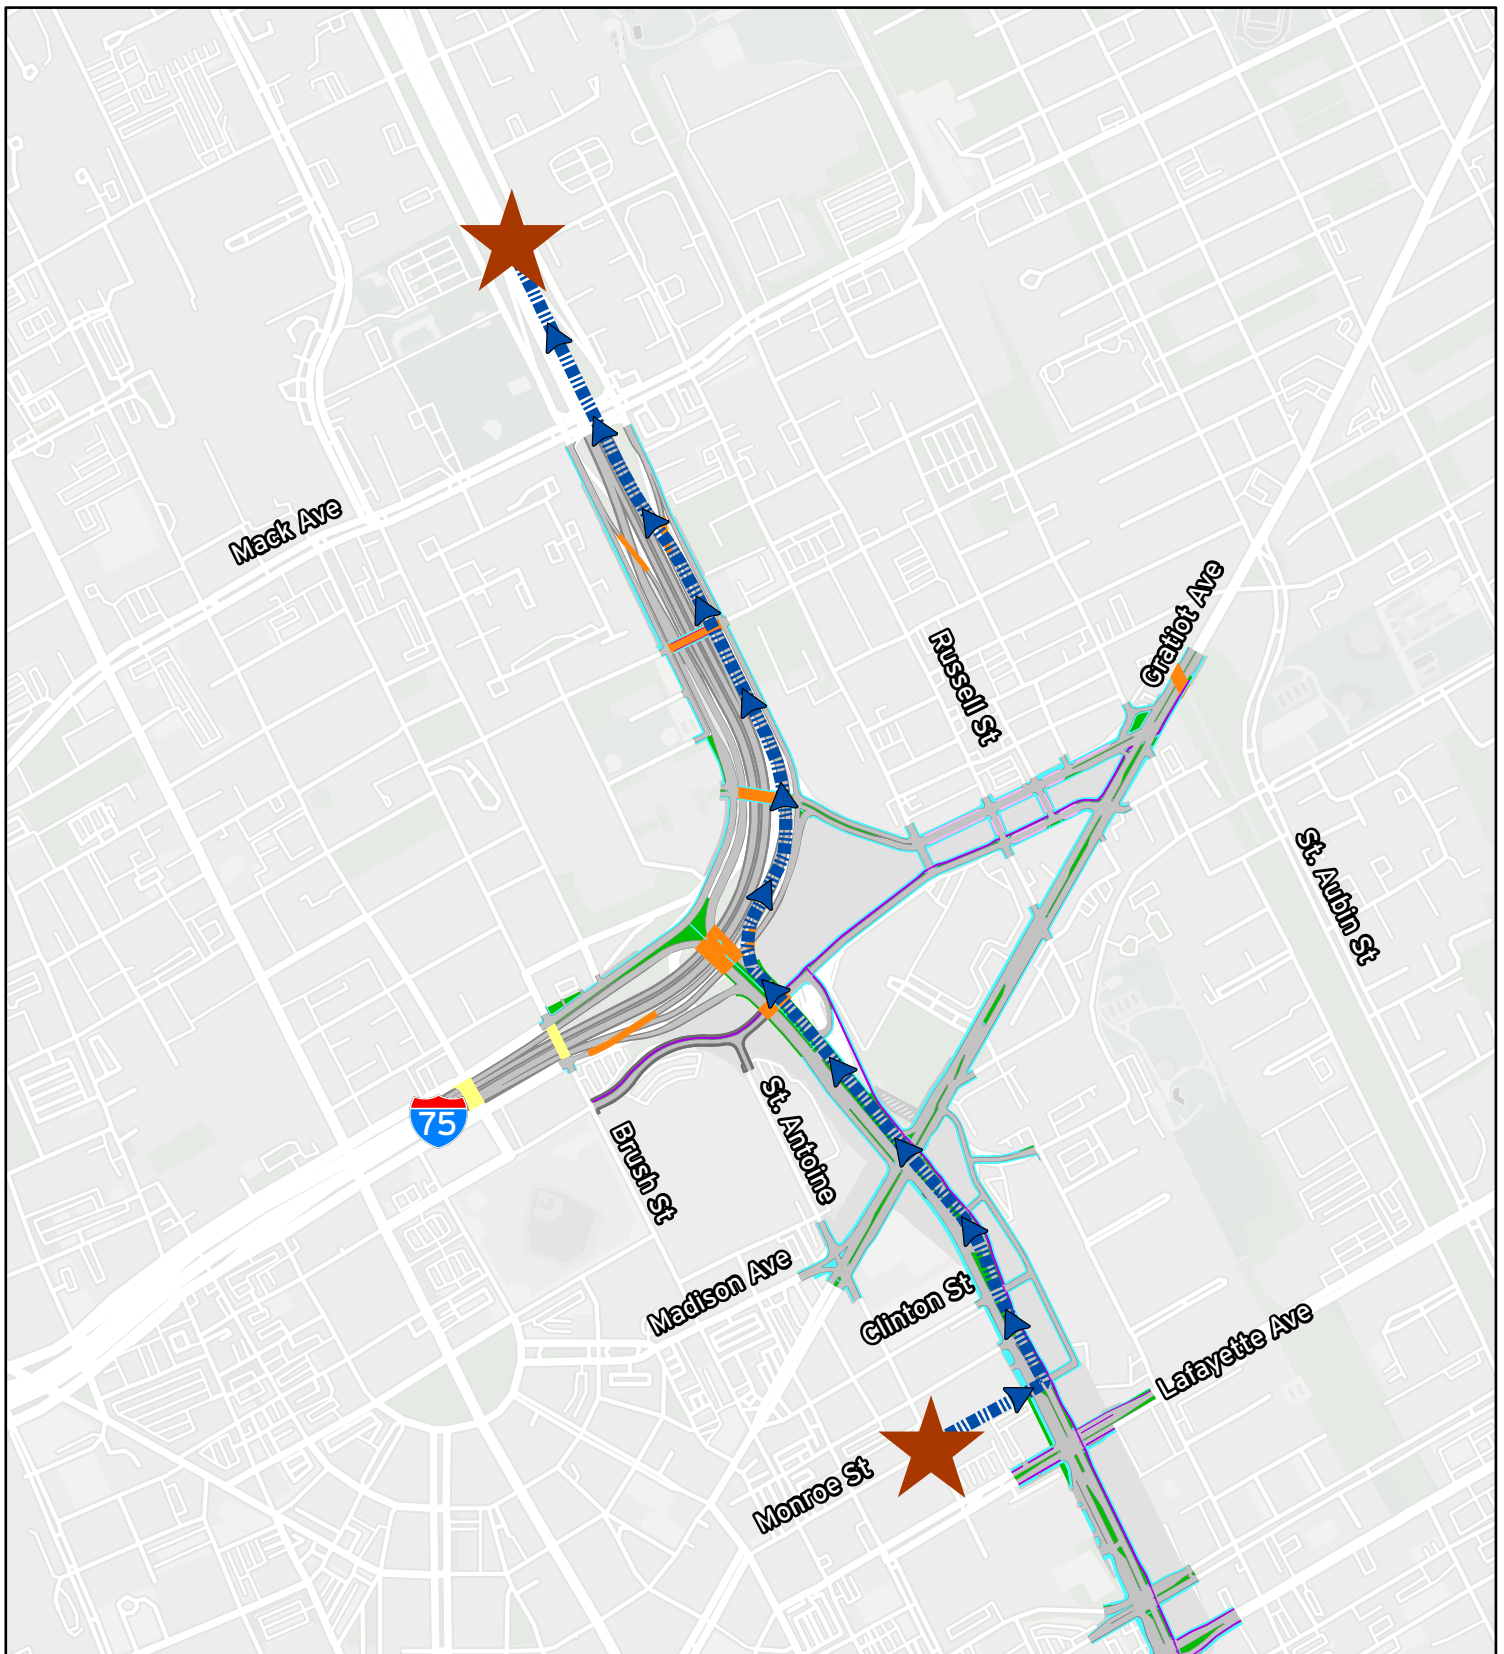 Mack Ave
Gratiot Ave
Russell St
St. Aubin St
75
St. Antoine
Brush St
Madison Ave
Clinton St
Lafayette Ave
Monroe St